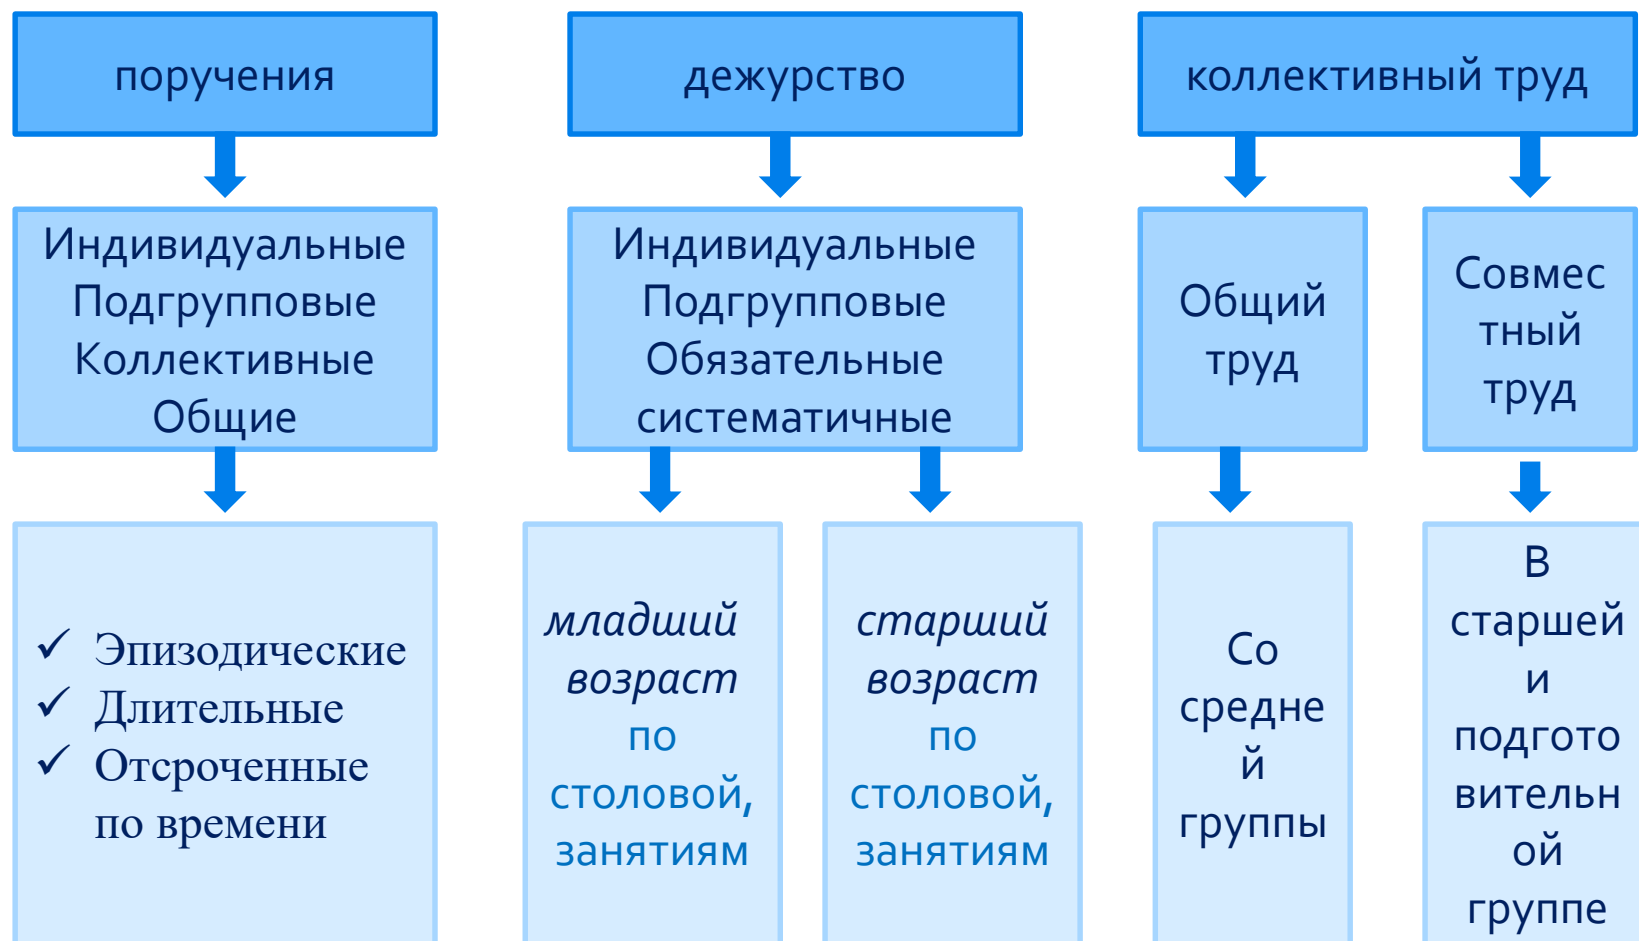 поручения
дежурство
коллективный труд
Индивидуальные
Подгрупповые
Коллективные
Общие
Индивидуальные
Подгрупповые
Обязательные
систематичные
Общий
труд
Совмес
тный
труд
Эпизодические
Длительные
Отсроченные
по времени
младший
возраст
по
столовой,
занятиям
старший
возраст
по
столовой,
занятиям
Со
средне
й
группы
В
старшей
и
подгото
вительн
ой
группе